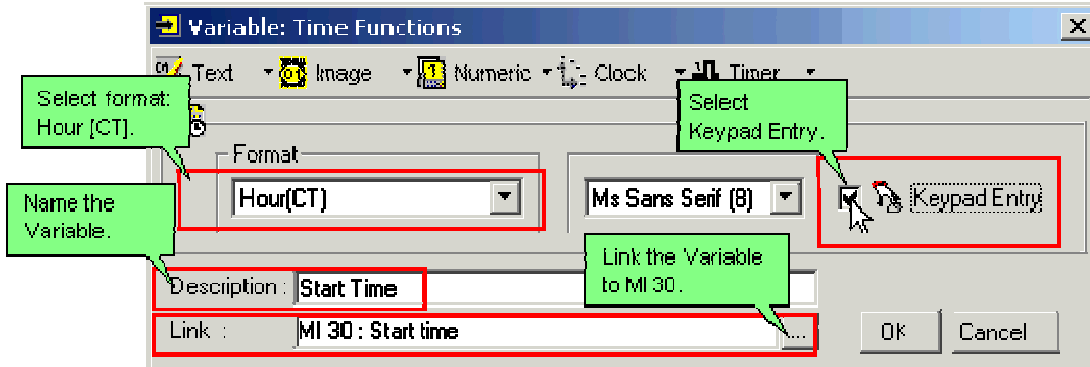 Variable: Time Functions
Text Image Numeric Clock Timer
Select format:
Hour [CT].
Select
Keypad Entry.
Format
Hour(CT)
Ms Sans Serif (8)
Keypad Entry
Name the
Variable.
Link the Variable
to MI 30.
Description : Start Time
Link : MI 30 : Start time ...
OK Cancel